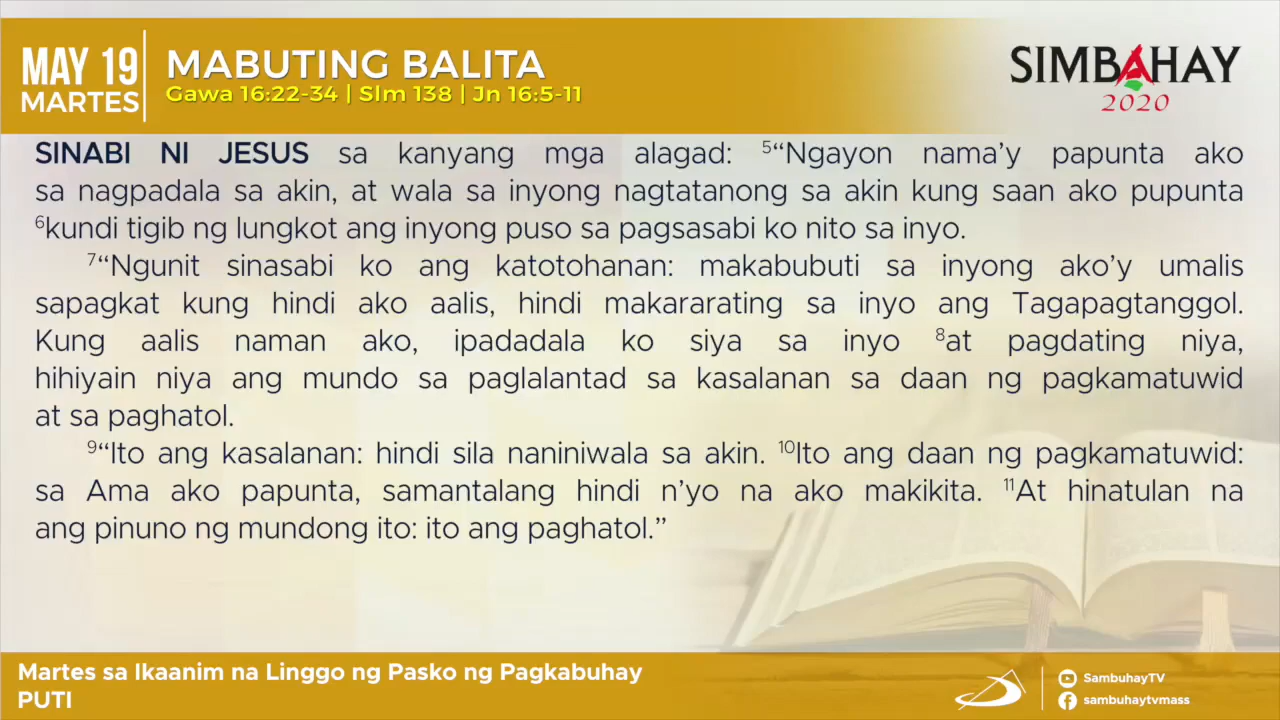 MAY 19
MARTES
MABUTING BALITA
Gawa 16:22-34 | Slm 138 | Jn 16:5-11
SIMBAHAY
2020
SINABI NI JESUS sa kanyang mga alagad: ⁵“Ngayon nama’y papunta ako
sa nagpadala sa akin, at wala sa inyong nagtatanong sa akin kung saan ako pupunta
⁶kundi tigib ng lungkot ang inyong puso sa pagsasabi ko nito sa inyo.
⁷“Ngunit sinasabi ko ang katotohanan: makabubuti sa inyong ako’y umalis
sapagkat kung hindi ako aalis, hindi makararating sa inyo ang Tagapagtanggol.
Kung aalis naman ako, ipadadala ko siya sa inyo ⁸at pagdating niya,
hihiyain niya ang mundo sa paglalantad sa kasalanan sa daan ng pagkamatuwid
at sa paghatol.
⁹“Ito ang kasalanan: hindi sila naniniwala sa akin. ¹⁰Ito ang daan ng pagkamatuwid:
sa Ama ako papunta, samantalang hindi n’yo na ako makikita. ¹¹At hinatulan na
ang pinuno ng mundong ito: ito ang paghatol.”
Martes sa Ikaanim na Linggo ng Pasko ng Pagkabuhay
PUTI
SambuhayTV
sambuhaytvmass